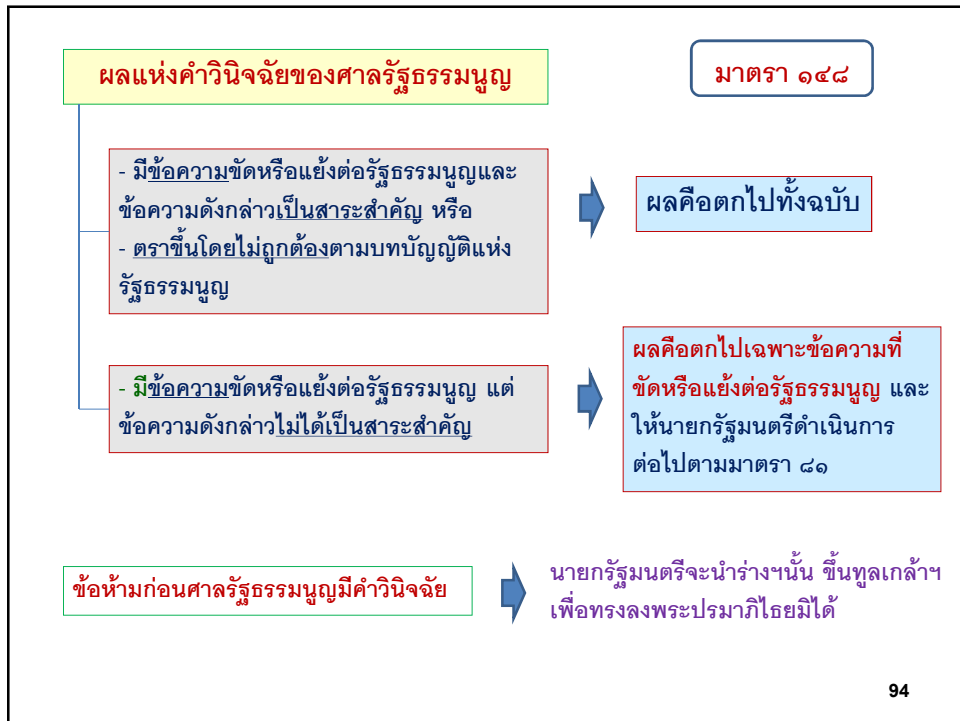 ผลแห่งคำวินิจฉัยของศาลรัฐธรรมนูญ
มาตรา ๑๔๘
- มีข้อความขัดหรือแย้งต่อรัฐธรรมนูญและ
ข้อความดังกล่าวเป็นสาระสำคัญ หรือ
- ตราขึ้นโดยไม่ถูกต้องตามบทบัญญัติแห่ง
รัฐธรรมนูญ
ผลคือตกไปทั้งฉบับ
- มีข้อความขัดหรือแย้งต่อรัฐธรรมนูญ แต่
ข้อความดังกล่าวไม่ได้เป็นสาระสำคัญ
ผลคือตกไปเฉพาะข้อความที่
ขัดหรือแย้งต่อรัฐธรรมนูญ และ
ให้นายกรัฐมนตรีดำเนินการ
ต่อไปตามมาตรา ๘๑
ข้อห้ามก่อนศาลรัฐธรรมนูญมีคำวินิจฉัย
นายกรัฐมนตรีจะนำร่างฯนั้น ขึ้นทูลเกล้าฯ
เพื่อทรงลงพระปรมาภิไธยมิได้
94